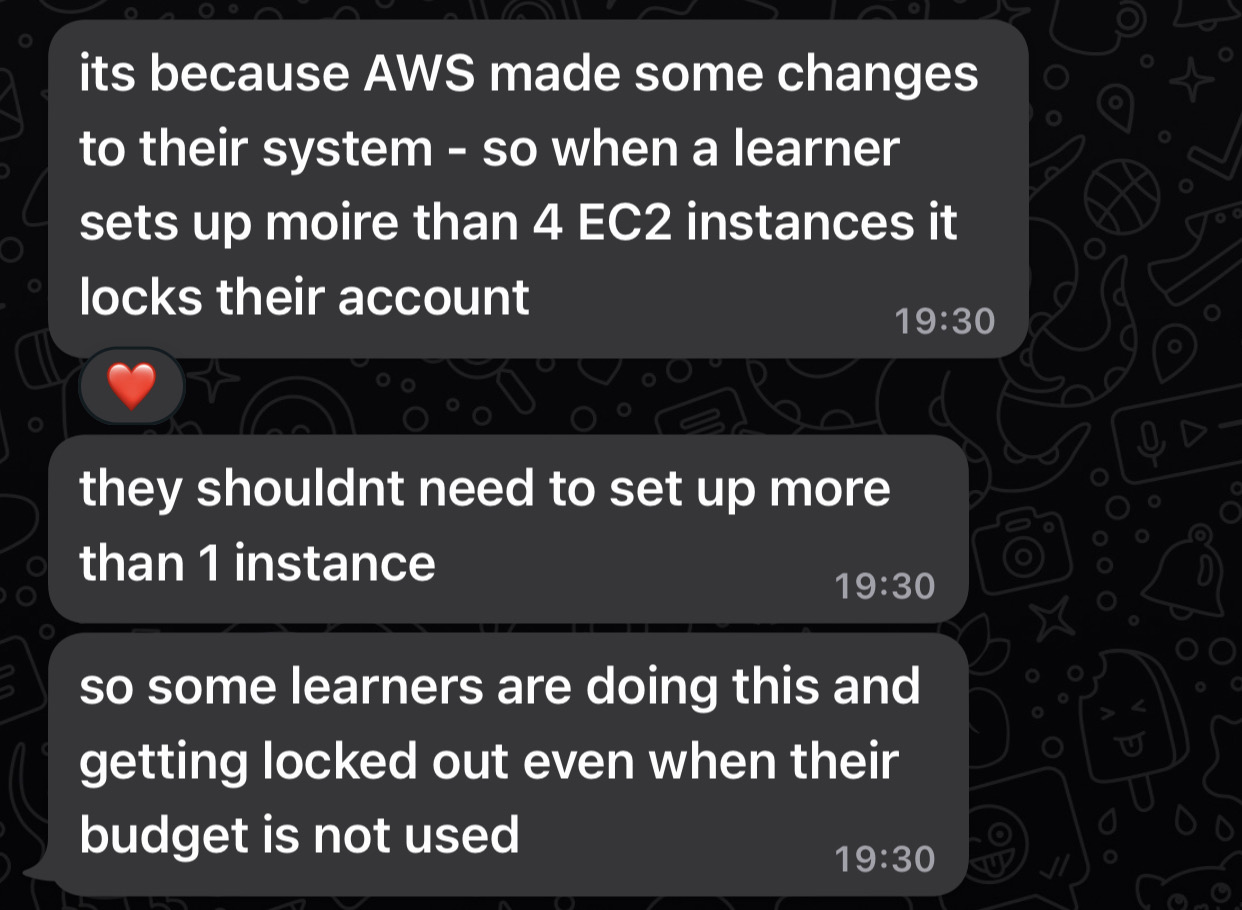 its because AWS made some changes
to their system - so when a learner
sets up moire than 4 EC2 instances it
locks their account
19:30
they shouldnt need to set up more
than 1 instance
19:30
so some learners are doing this and
getting locked out even when their
budget is not used
19:30